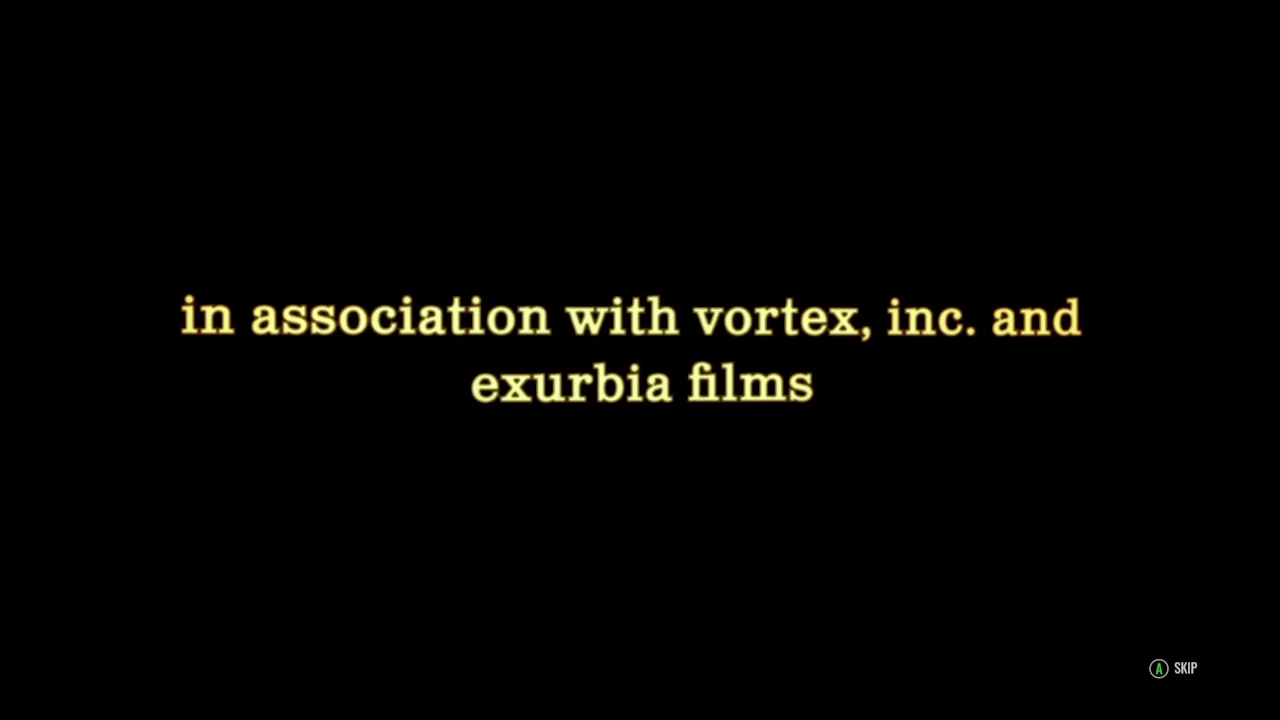 in association with vortex, inc. and
exurbia films
A SKIP